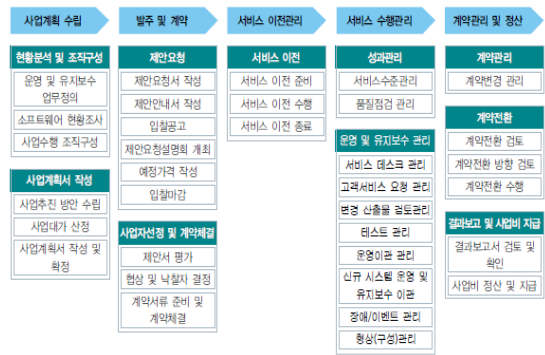 사업계획 수립
발주 및 계약
서비스 이전관리
서비스 수행관리
계약관리 및 정산
현황분석 및 조직구성
운영 및 유지보수
업무정의
소프트웨어 현황조사
사업수행 조직구성
사업계획서 작성
사업추진 방안 수립
사업대가 산정
사업계획서 작성 및
확정
제안요청
제안요청서 작성
제안안내서 작성
입찰공고
제안요청설명회 개최
예정가격 작성
입찰마감
사업자선정 및 계약체결
제안서 평가
협상 및 낙찰자 결정
계약서류 준비 및
계약체결
서비스 이전
서비스 이전 준비
서비스 이전 수행
서비스 이전 종료
성과관리
서비스수준관리
품질점검 관리
운영 및 유지보수 관리
서비스 데스크 관리
고객서비스 요청 관리
변경 산출물 검토관리
테스트 관리
운영이관 관리
신규 시스템 운영 및
유지보수 이관
장애/이벤트 관리
형상(구성)관리
계약관리
계약변경 관리
계약전환
계약전환 검토
계약전환 방향 검토
계약전환 수행
결과보고 및 사업비 지급
결과보고서 검토 및
확인
사업비 정산 및 지급